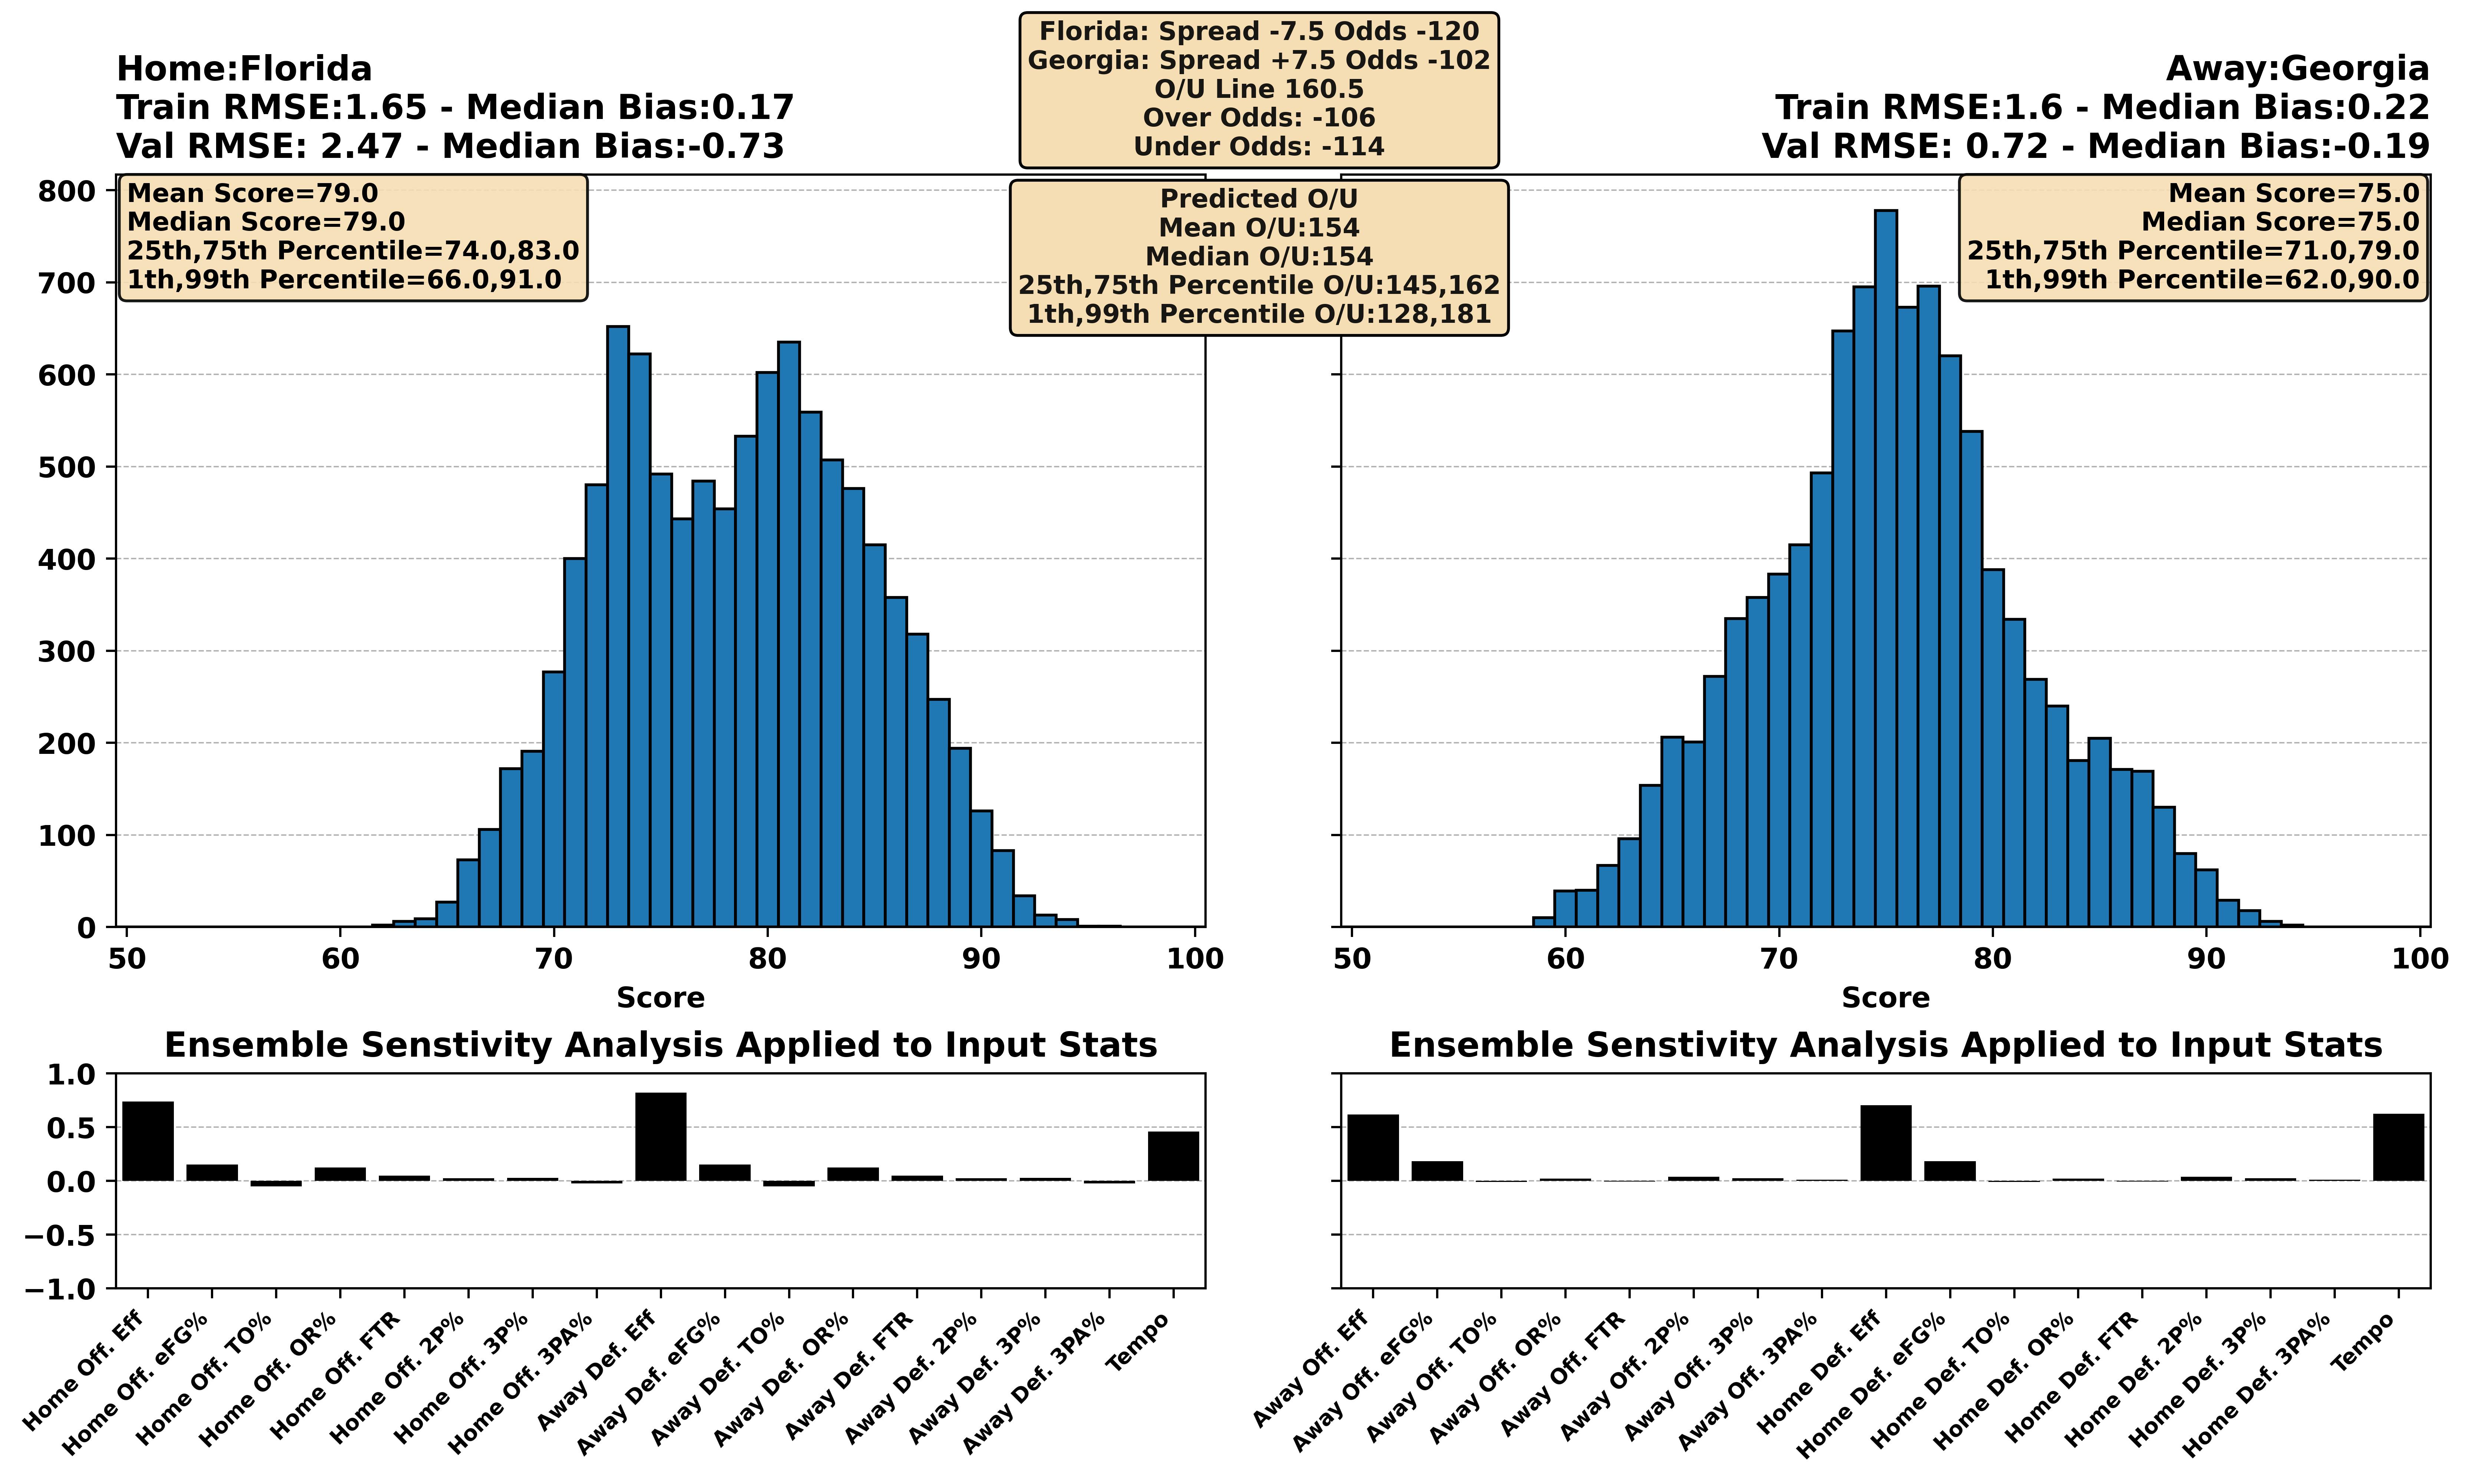 Florida: Spread -7.5 Odds -120
Georgia: Spread +7.5 Odds -102
O/U Line 160.5
Over Odds: -106
Under Odds: -114
Home:Florida
Train RMSE:1.65 - Median Bias:0.17
Val RMSE: 2.47 - Median Bias:-0.73
Away:Georgia
Train RMSE:1.6 - Median Bias:0.22
Val RMSE: 0.72 - Median Bias:-0.19
Mean Score=79.0
Median Score=79.0
25th,75th Percentile=74.0,83.0
1th,99th Percentile=66.0,91.0
Predicted O/U
Mean O/U:154
Median O/U:154
25th,75th Percentile O/U:145,162
1th,99th Percentile O/U:128,181
Mean Score=75.0
Median Score=75.0
25th,75th Percentile=71.0,79.0
1th,99th Percentile=62.0,90.0
800
700
600
500
400
300
200
100
0
50 60 70 80 90 100
Score
50 60 70 80 90 100
Score
Ensemble Senstivity Analysis Applied to Input Stats
1.0
0.5
0.0
−0.5
−1.0
Home Off. Eff
Home Off. eFG%
Home Off. TO%
Home Off. OR%
Home Off. FTR
Home Off. 2P%
Home Off. 3P%
Home Off. 3PA%
Away Def. Eff
Away Def. eFG%
Away Def. TO%
Away Def. OR%
Away Def. FTR
Away Def. 2P%
Away Def. 3P%
Away Def. 3PA%
Tempo
Ensemble Senstivity Analysis Applied to Input Stats
Away Off. Eff
Away Off. eFG%
Away Off. TO%
Away Off. OR%
Away Off. FTR
Away Off. 2P%
Away Off. 3P%
Away Off. 3PA%
Home Def. Eff
Home Def. eFG%
Home Def. TO%
Home Def. OR%
Home Def. FTR
Home Def. 2P%
Home Def. 3P%
Home Def. 3PA%
Tempo